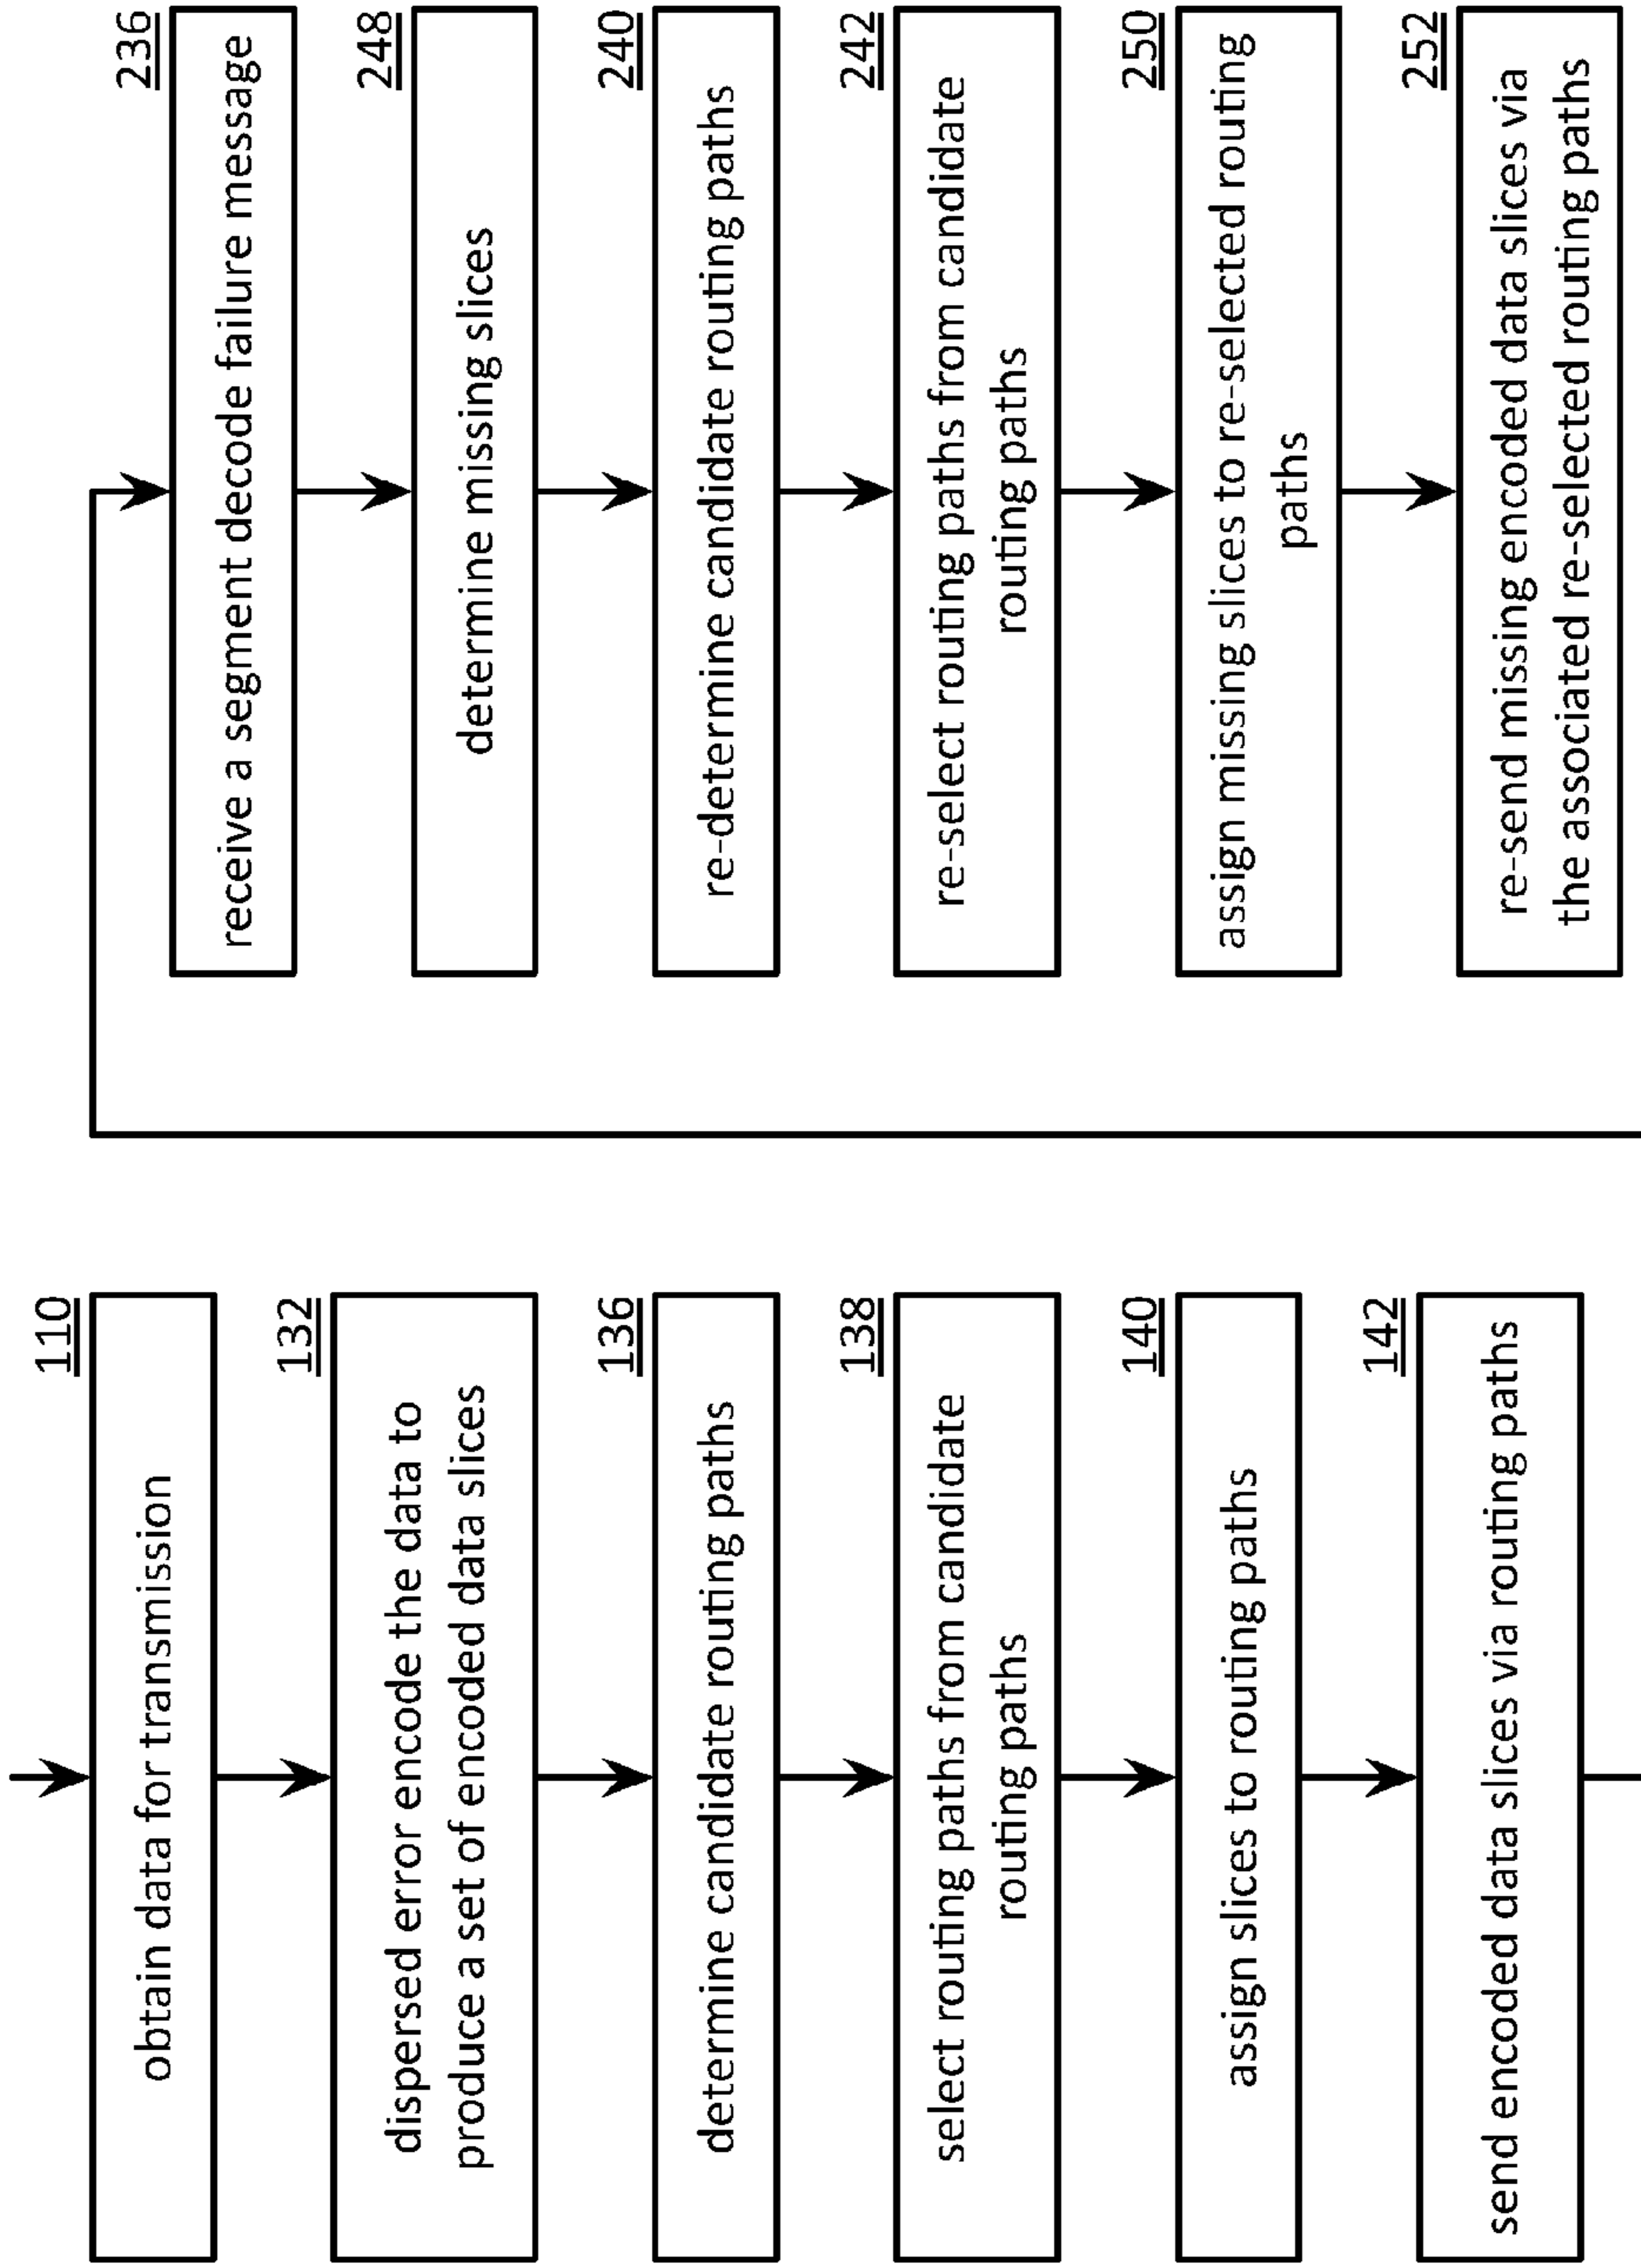 110
obtain data for transmission
132
dispersed error encode the data to
produce a set of encoded data slices
136
determine candidate routing paths
138
select routing paths from candidate
routing paths
140
assign slices to routing paths
142
send encoded data slices via routing paths
236
receive a segment decode failure message
248
determine missing slices
240
re-determine candidate routing paths
242
re-select routing paths from candidate
routing paths
250
assign missing slices to re-selected routing
paths
252
re-send missing encoded data slices via
the associated re-selected routing paths